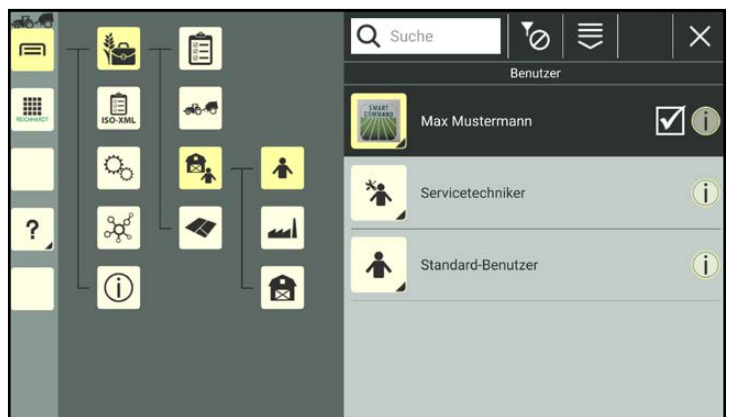 Suche
Benutzer
REICHHARDT
ISO-XML
SMART
COMMAND
Max Mustermann
?
Servicetechniker
Standard-Benutzer